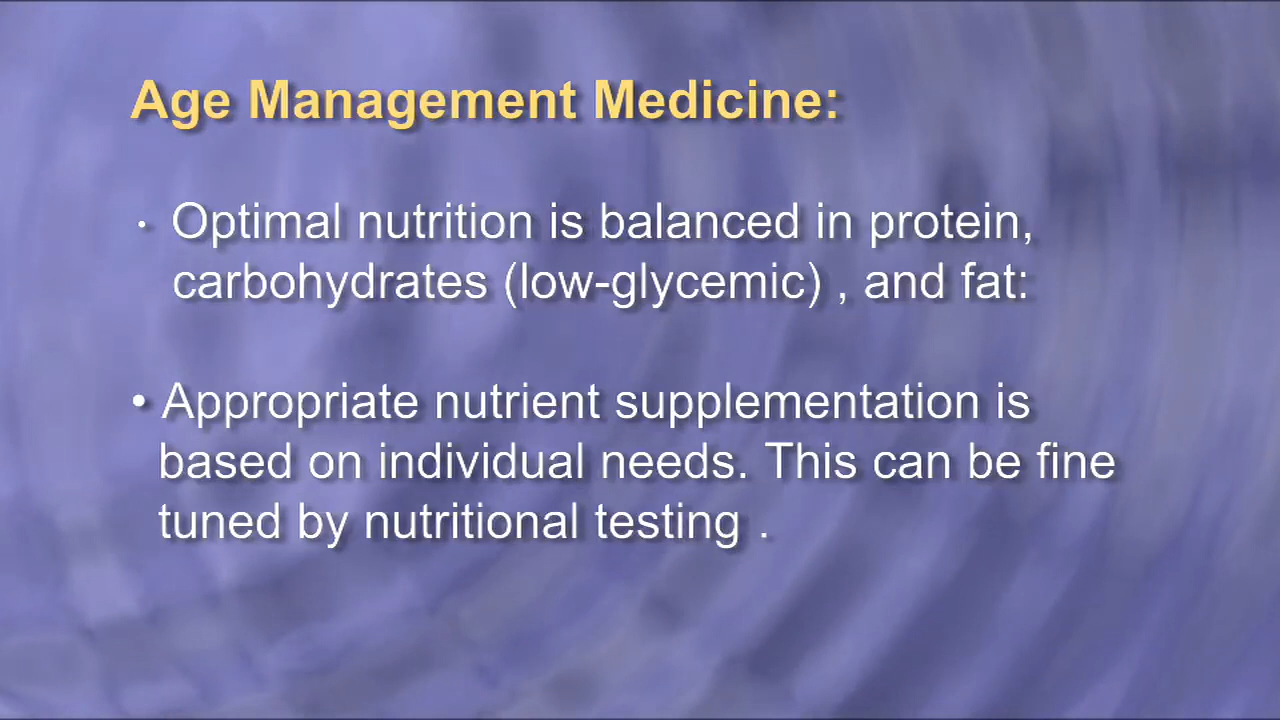 Age Management Medicine:
• Optimal nutrition is balanced in protein,
carbohydrates (low-glycemic) , and fat:
• Appropriate nutrient supplementation is
based on individual needs. This can be fine
tuned by nutritional testing .